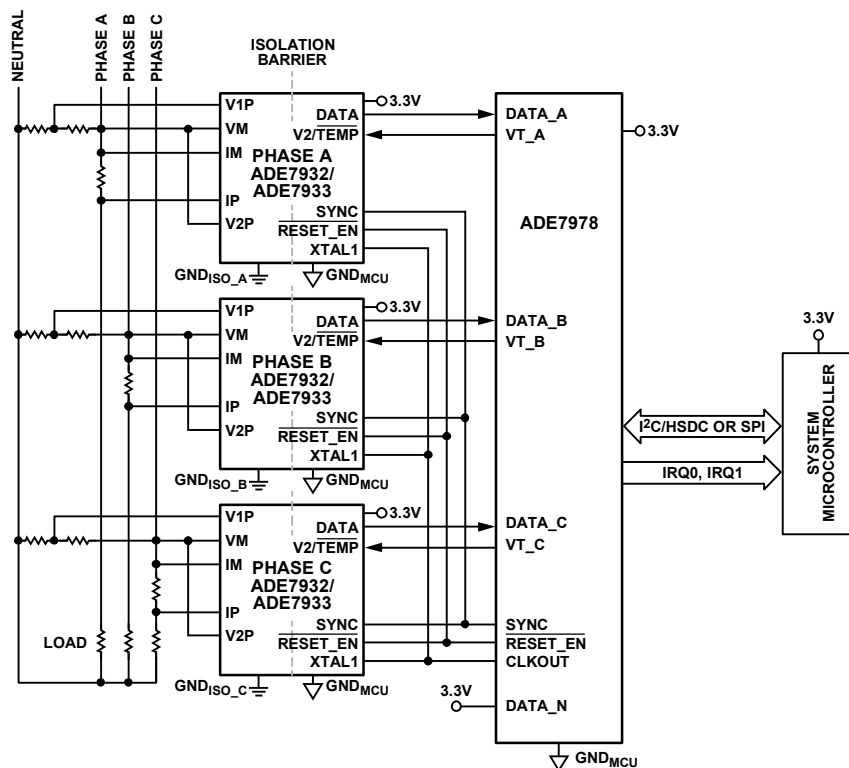 NEUTRAL
PHASE A
PHASE B
PHASE C
ISOLATION
BARRIER
V1P
VM
IM
IP
V2P
DATA
V2/TEMP
PHASE A
ADE7932/
ADE7933
SYNC
RESET_EN
XTAL1
3.3V
GNDISO_A
GNDMCU
V1P
VM
IM
IP
V2P
DATA
V2/TEMP
PHASE B
ADE7932/
ADE7933
SYNC
RESET_EN
XTAL1
3.3V
GNDISO_B
GNDMCU
V1P
VM
IM
IP
V2P
DATA
V2/TEMP
PHASE C
ADE7932/
ADE7933
SYNC
RESET_EN
XTAL1
3.3V
GNDISO_C
GNDMCU
LOAD
DATA_A
VT_A
3.3V
ADE7978
DATA_B
VT_B
DATA_C
VT_C
SYNC
RESET_EN
CLKOUT
3.3V
DATA_N
GNDMCU
I2C/HSDC OR SPI
IRQ0, IRQ1
3.3V
SYSTEM
MICROCONTROLLER